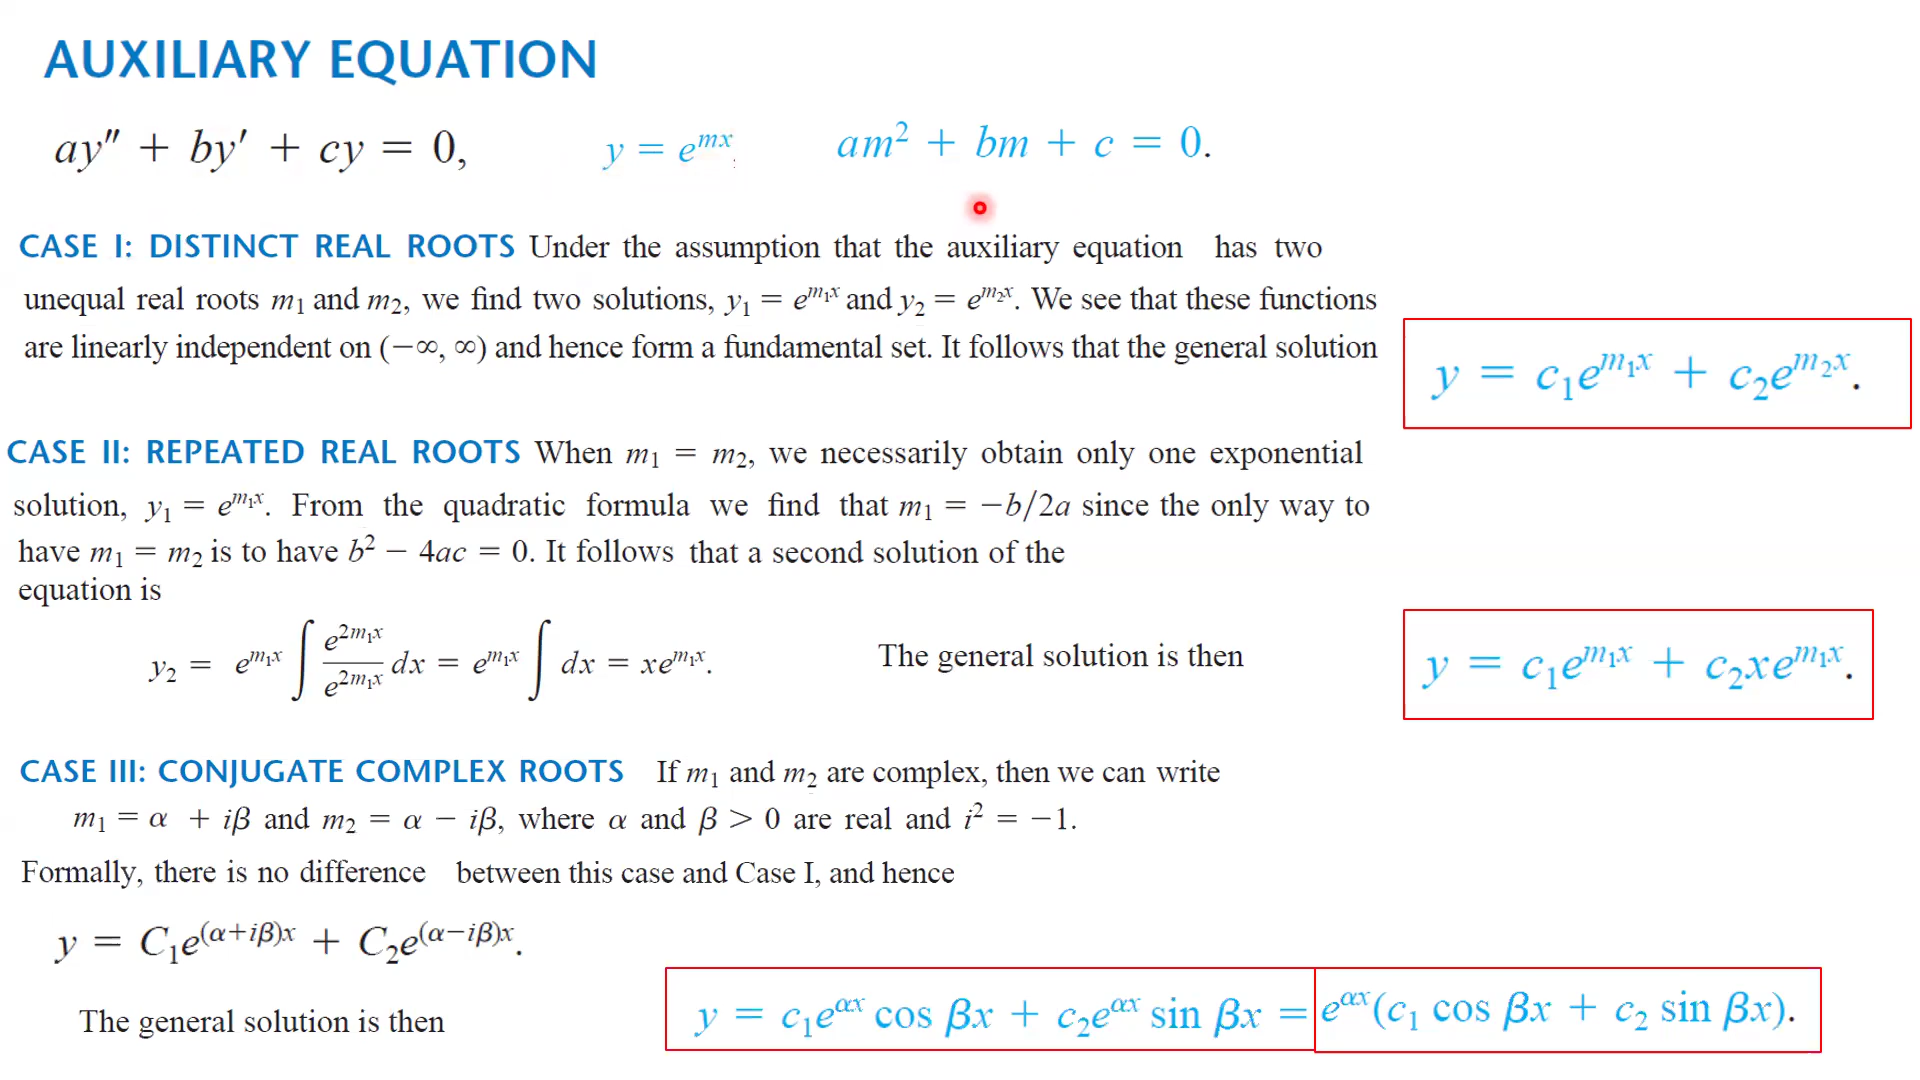 AUXILIARY EQUATION
ay″ + by′ + cy = 0,   y = e^{mx},   am² + bm + c = 0.
CASE I: DISTINCT REAL ROOTS Under the assumption that the auxiliary equation has two
unequal real roots m₁ and m₂, we find two solutions, y₁ = e^{m₁x} and y₂ = e^{m₂x}. We see that these functions
are linearly independent on (−∞, ∞) and hence form a fundamental set. It follows that the general solution
y = c₁e^{m₁x} + c₂e^{m₂x}.
CASE II: REPEATED REAL ROOTS When m₁ = m₂, we necessarily obtain only one exponential
solution, y₁ = e^{m₁x}. From the quadratic formula we find that m₁ = −b/2a since the only way to
have m₁ = m₂ is to have b² − 4ac = 0. It follows that a second solution of the
equation is
y₂ = e^{m₁x} ∫ e^{2m₁x}/e^{2m₁x} dx = e^{m₁x} ∫ dx = xe^{m₁x}.   The general solution is then   y = c₁e^{m₁x} + c₂xe^{m₁x}.
CASE III: CONJUGATE COMPLEX ROOTS If m₁ and m₂ are complex, then we can write
m₁ = α + iβ and m₂ = α − iβ, where α and β > 0 are real and i² = −1.
Formally, there is no difference between this case and Case I, and hence
y = C₁e^{(α+iβ)x} + C₂e^{(α−iβ)x}.
The general solution is then   y = c₁e^{αx} cos βx + c₂e^{αx} sin βx = e^{αx}(c₁ cos βx + c₂ sin βx).